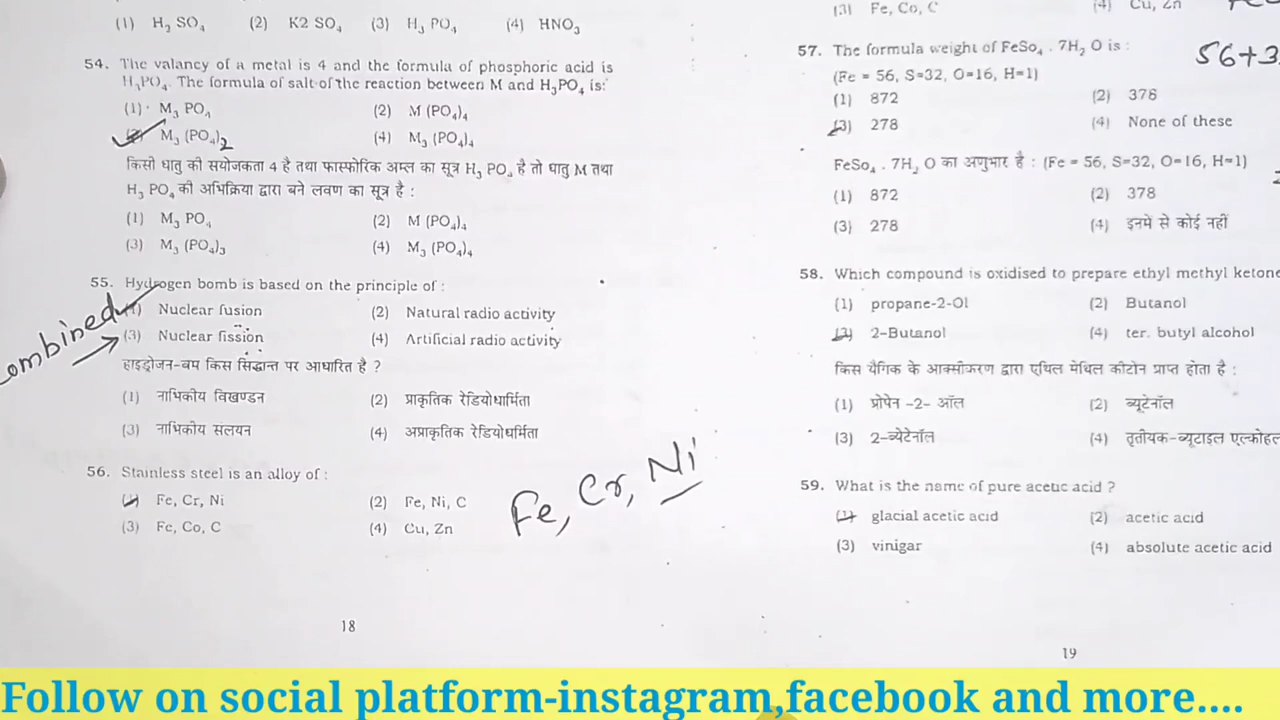 (1) H₂ SO₄ (2) K2 SO₄ (3) H₃ PO₄ (4) HNO₃
54. The valancy of a metal is 4 and the formula of phosphoric acid is
H₃PO₄. The formula of salt of the reaction between M and H₃PO₄ is:
(1) M₃ PO₄ (2) M (PO₄)₄
M₃ (PO₄)₂ (4) M₃ (PO₄)₄
किसी धातु की सयोजकता 4 है तथा फास्फोरिक अम्ल का सूत्र H₃ PO₄ है तो धातु M तथा
H₃ PO₄ की अभिक्रिया द्वारा बने लवण का सूत्र है :
(1) M₃ PO₄ (2) M (PO₄)₄
(3) M₃ (PO₄)₃ (4) M₃ (PO₄)₄
55. Hydrogen bomb is based on the principle of :
(1) Nuclear fusion (2) Natural radio activity
(3) Nuclear fission (4) Artificial radio activity
combined
हाइड्रोजन-बम किस सिद्धान्त पर आधारित है ?
(1) नाभिकीय विखण्डन (2) प्राकृतिक रेडियोधार्मिता
(3) नाभिकीय संलयन (4) अप्राकृतिक रेडियोधर्मिता
56. Stainless steel is an alloy of :
(1) Fe, Cr, Ni (2) Fe, Ni, C
(3) Fe, Co, C (4) Cu, Zn
Fe, Cr, Ni
18
(3) Fe, Co, C (4) Cu, Zn
57. The formula weight of FeSo₄ . 7H₂ O is :
56+3
(Fe = 56, S=32, O=16, H=1)
(1) 872 (2) 378
(3) 278 (4) None of these
FeSO₄ . 7H₂ O का अणुभार है : (Fe = 56, S=32, O=16, H=1)
(1) 872 (2) 378
(3) 278 (4) इनमें से कोई नहीं
58. Which compound is oxidised to prepare ethyl methyl ketone
(1) propane-2-Ol (2) Butanol
(3) 2-Butanol (4) ter. butyl alcohol
किस यैगिक के आक्सीकरण द्वारा एथिल मेथिल कीटोन प्राप्त होता है :
(1) प्रोपेन -2- ऑल (2) ब्यूटेनॉल
(3) 2-ब्येटेनॉल (4) तृतीयक-ब्यूटाइल एल्कोहल
59. What is the name of pure acetic acid ?
(1) glacial acetic acid (2) acetic acid
(3) vinigar (4) absolute acetic acid
19
Follow on social platform-instagram,facebook and more....